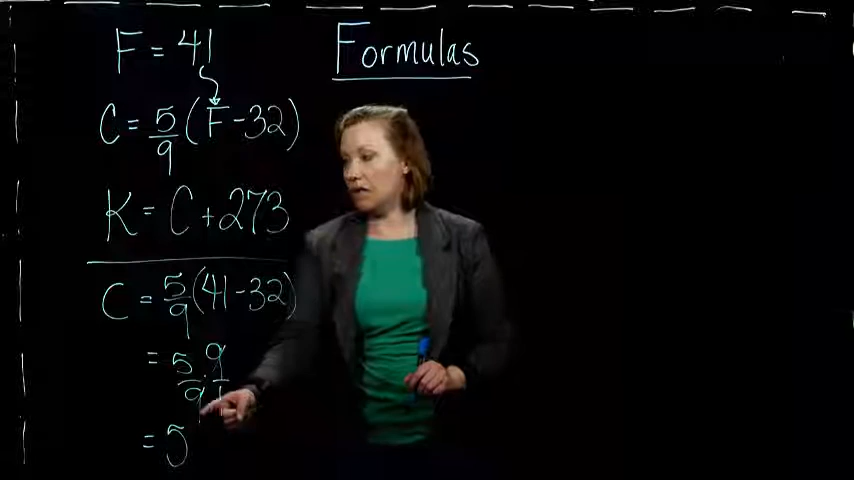 F = 41
Formulas
C = 5/9 (F - 32)
K = C + 273
C = 5/9 (41 - 32)
= 5/9 · 9/1
= 5